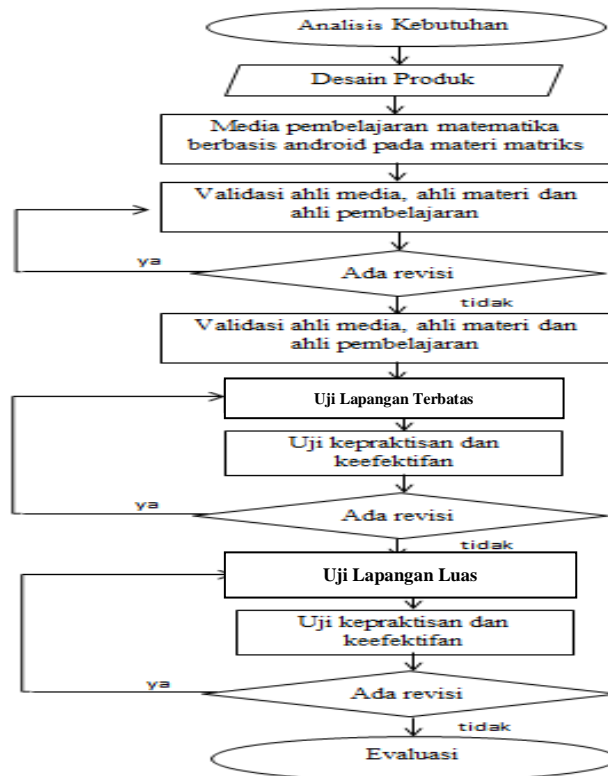 Analisis Kebutuhan
Desain Produk
Media pembelajaran matematika
berbasis android pada materi matriks
Validasi ahli media, ahli materi dan
ahli pembelajaran
ya
Ada revisi
tidak
Validasi ahli media, ahli materi dan
ahli pembelajaran
Uji Lapangan Terbatas
Uji kepraktisan dan
keefektifan
ya
Ada revisi
tidak
Uji Lapangan Luas
Uji kepraktisan dan
keefektifan
ya
Ada revisi
tidak
Evaluasi